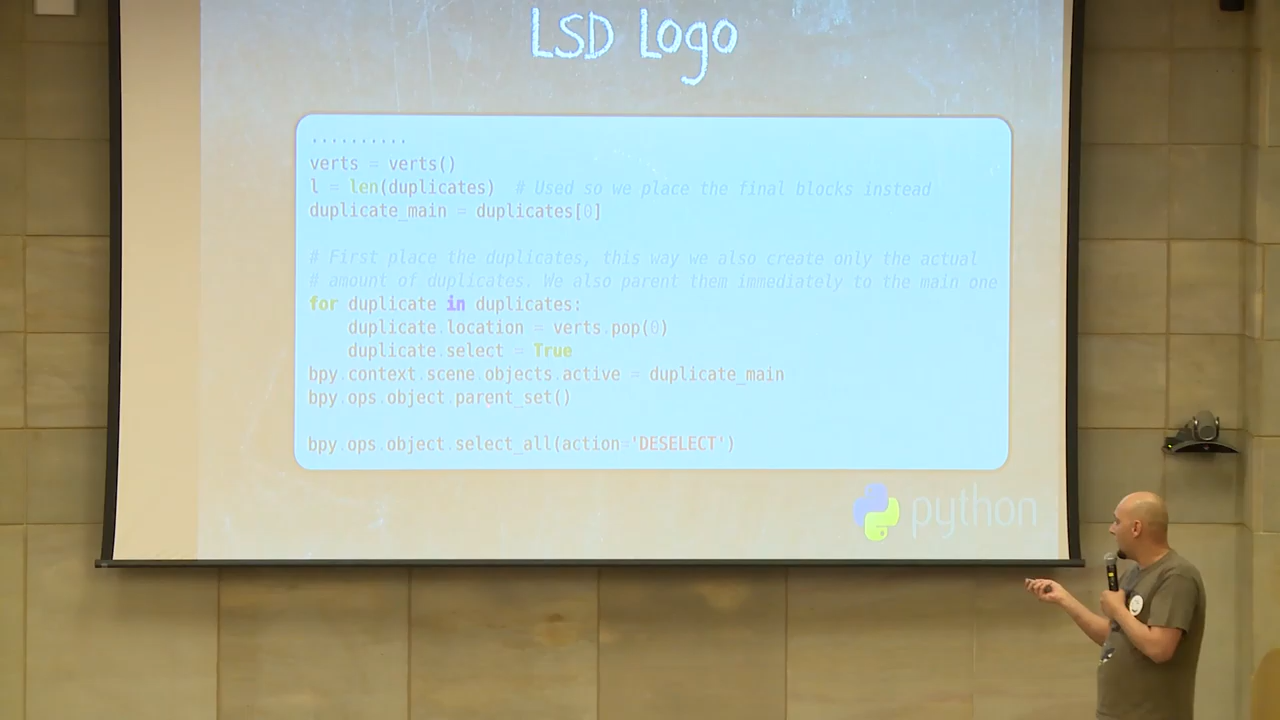 LSD Logo
..........
verts = verts()
l = len(duplicates)  # Used so we place the final blocks instead
duplicate_main = duplicates[0]
# First place the duplicates, this way we also create only the actual
# amount of duplicates. We also parent them immediately to the main one
for duplicate in duplicates:
    duplicate.location = verts.pop(0)
    duplicate.select = True
bpy.context.scene.objects.active = duplicate_main
bpy.ops.object.parent_set()
bpy.ops.object.select_all(action='DESELECT')
python